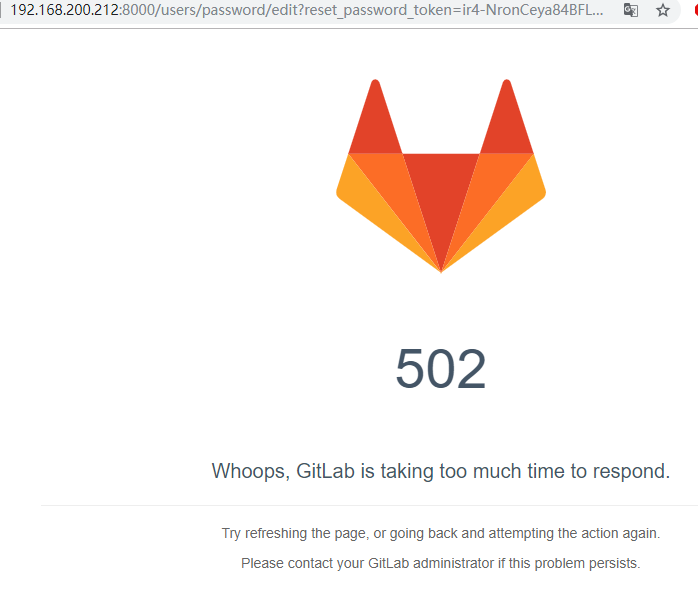 192.168.200.212:8000/users/password/edit?reset_password_token=ir4-NronCeya84BFL...
502
Whoops, GitLab is taking too much time to respond.
Try refreshing the page, or going back and attempting the action again.
Please contact your GitLab administrator if this problem persists.